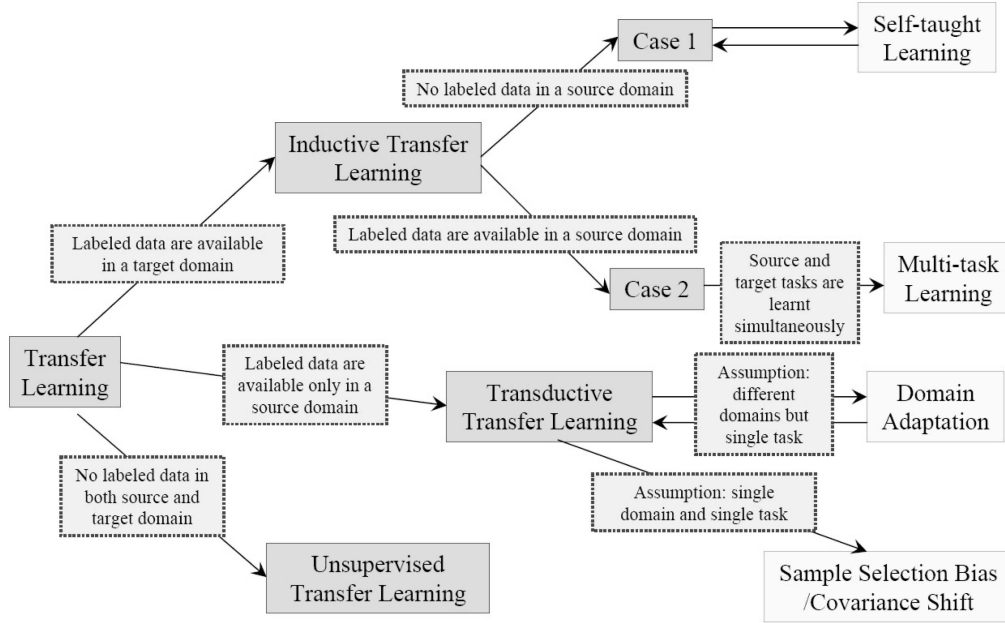 Case 1
Self-taught
Learning
No labeled data in a source domain
Inductive Transfer
Learning
Labeled data are available
in a target domain
Labeled data are available in a source domain
Case 2
Source and
target tasks are
learnt
simultaneously
Multi-task
Learning
Transfer
Learning
Labeled data are
available only in a
source domain
Transductive
Transfer Learning
Assumption:
different
domains but
single task
Domain
Adaptation
No labeled data in
both source and
target domain
Assumption: single
domain and single task
Unsupervised
Transfer Learning
Sample Selection Bias
/Covariance Shift